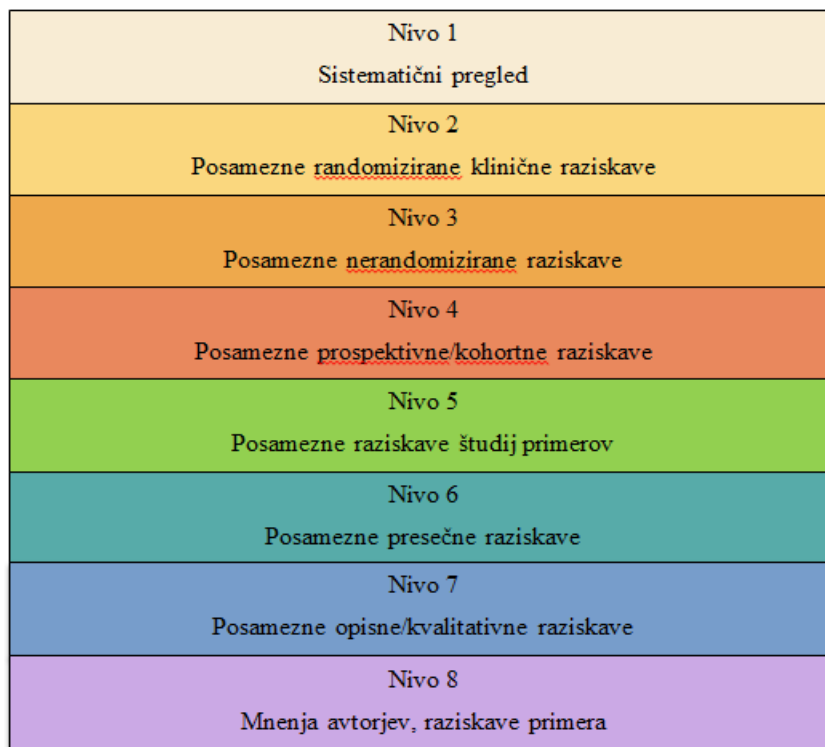 Nivo 1
Sistematični pregled
Nivo 2
Posamezne randomizirane klinične raziskave
Nivo 3
Posamezne nerandomizirane raziskave
Nivo 4
Posamezne prospektivne/kohortne raziskave
Nivo 5
Posamezne raziskave študij primerov
Nivo 6
Posamezne presečne raziskave
Nivo 7
Posamezne opisne/kvalitativne raziskave
Nivo 8
Mnenja avtorjev, raziskave primera